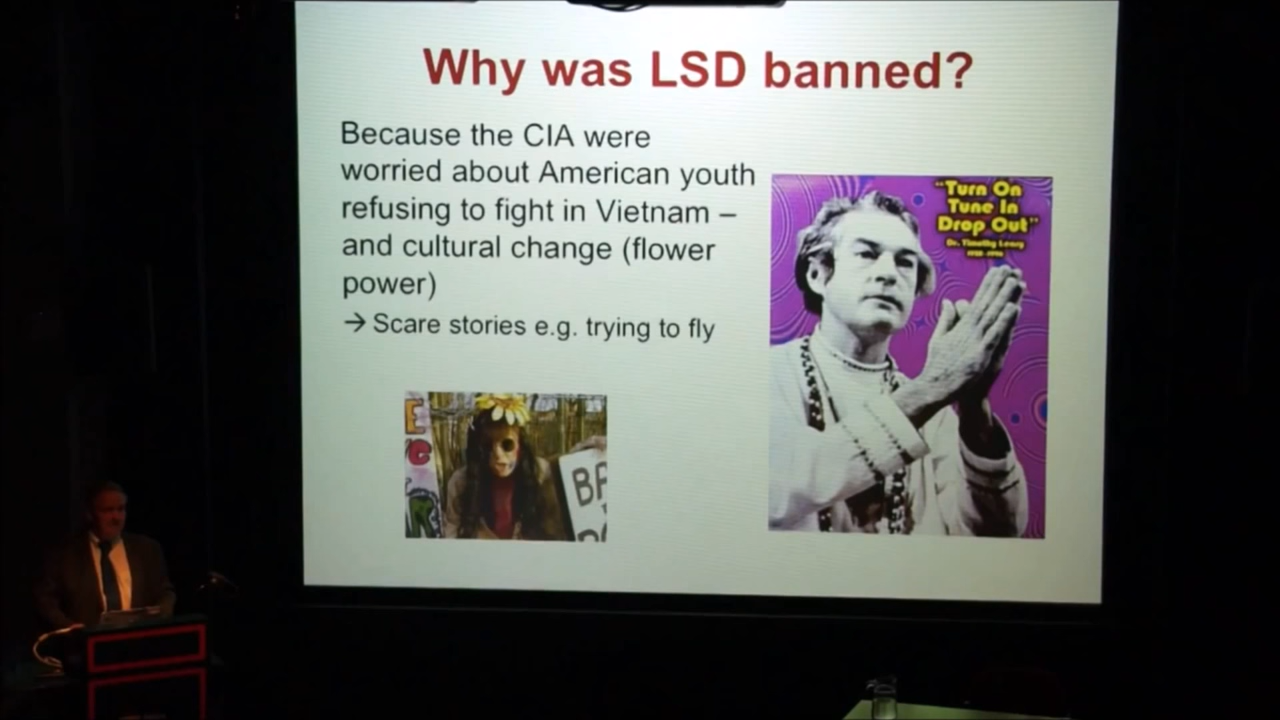 Why was LSD banned?
Because the CIA were
worried about American youth
refusing to fight in Vietnam –
and cultural change (flower
power)
→ Scare stories e.g. trying to fly
"Turn On
Tune In
Drop Out"
Dr. Timothy Leary
E
C
R